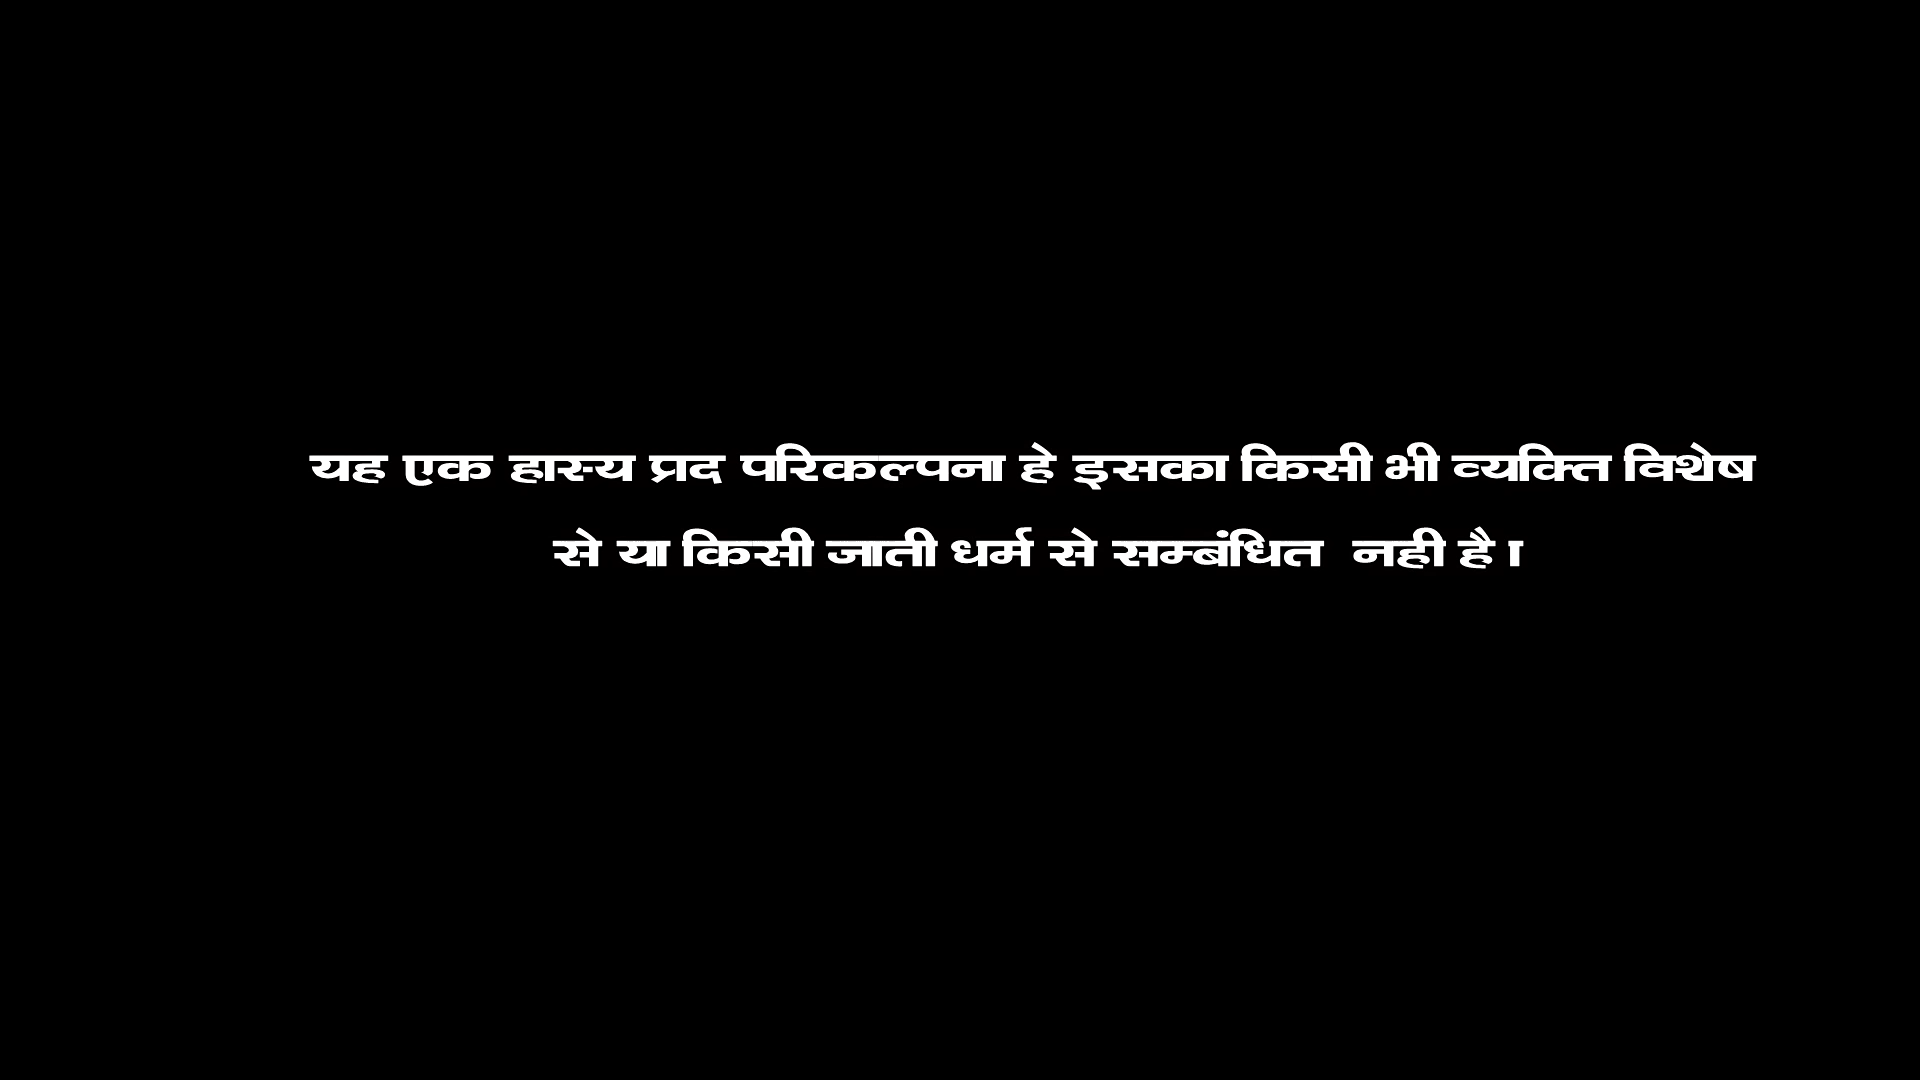 यह एक हास्य प्रद परिकल्पना हे इसका किसी भी व्यक्ति विशेष
से या किसी जाती धर्म से सम्बंधित नही है ।